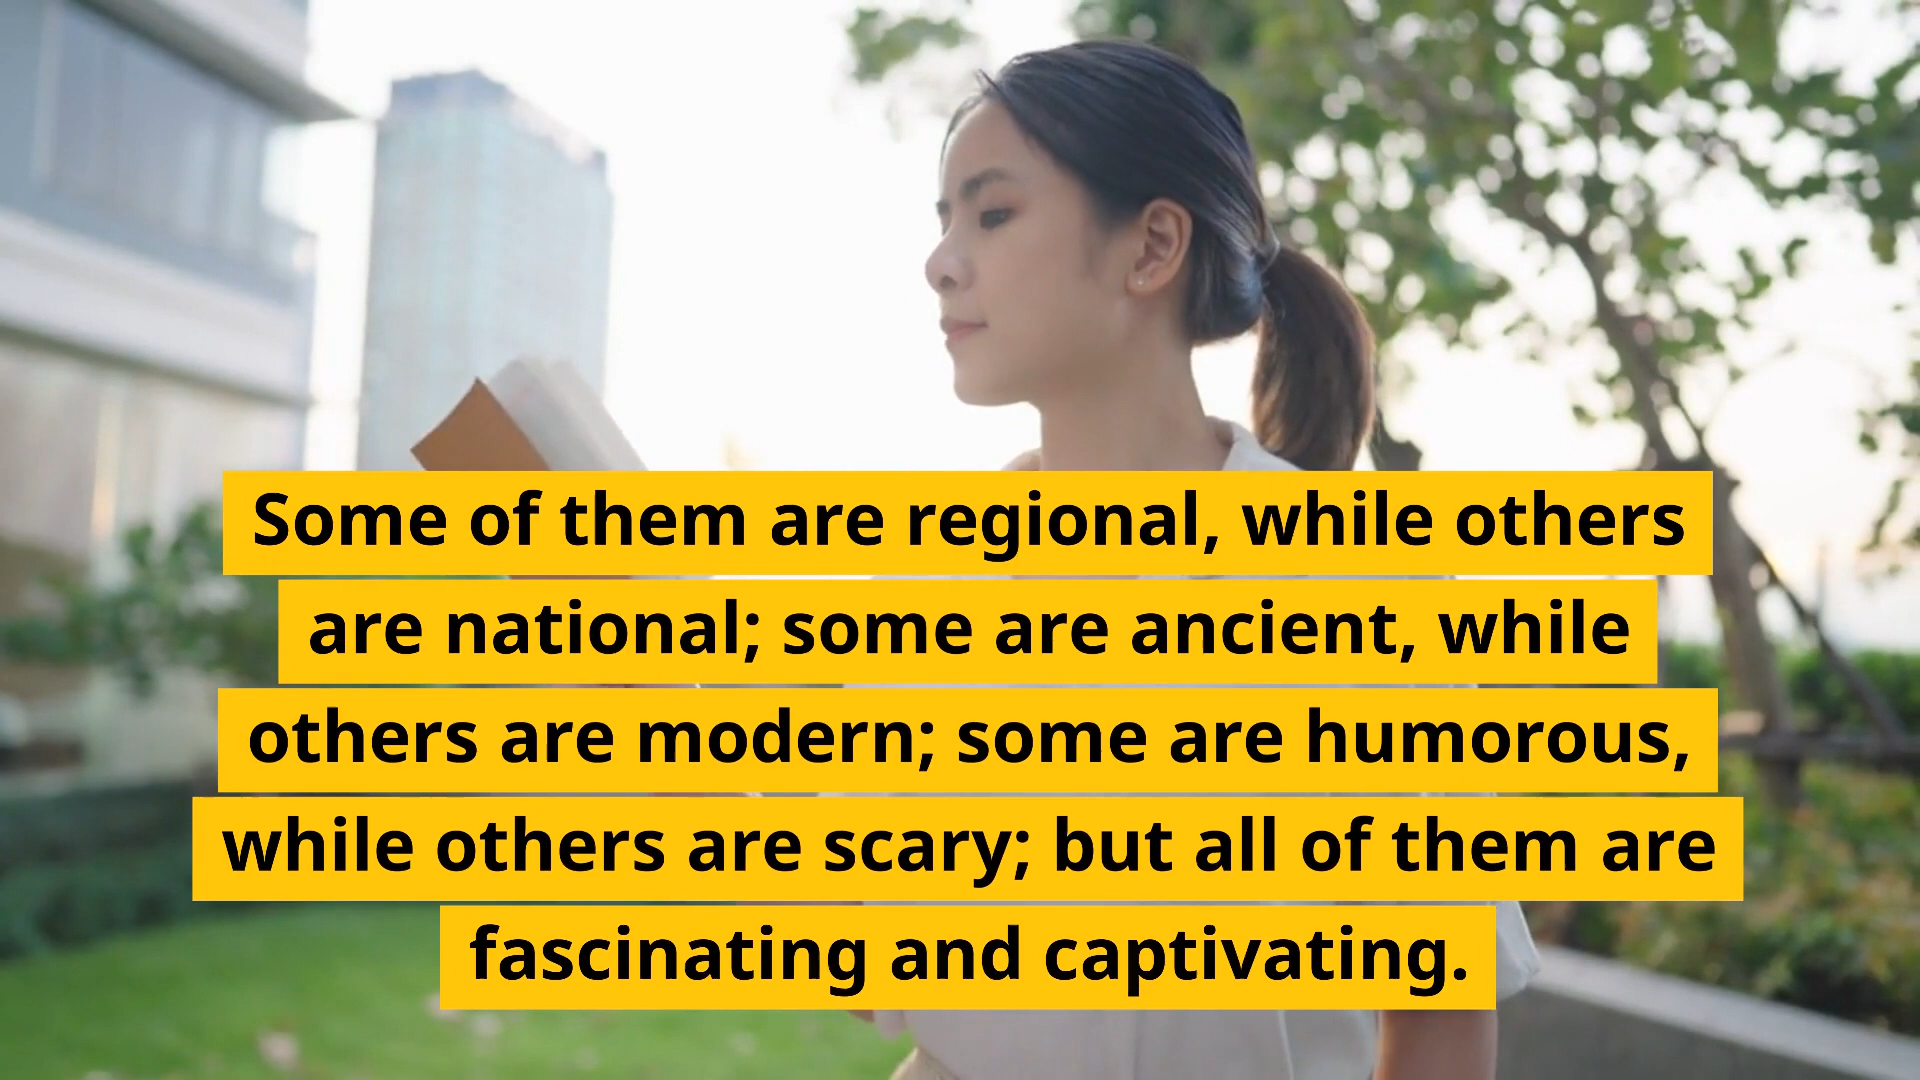 Some of them are regional, while others
are national; some are ancient, while
others are modern; some are humorous,
while others are scary; but all of them are
fascinating and captivating.